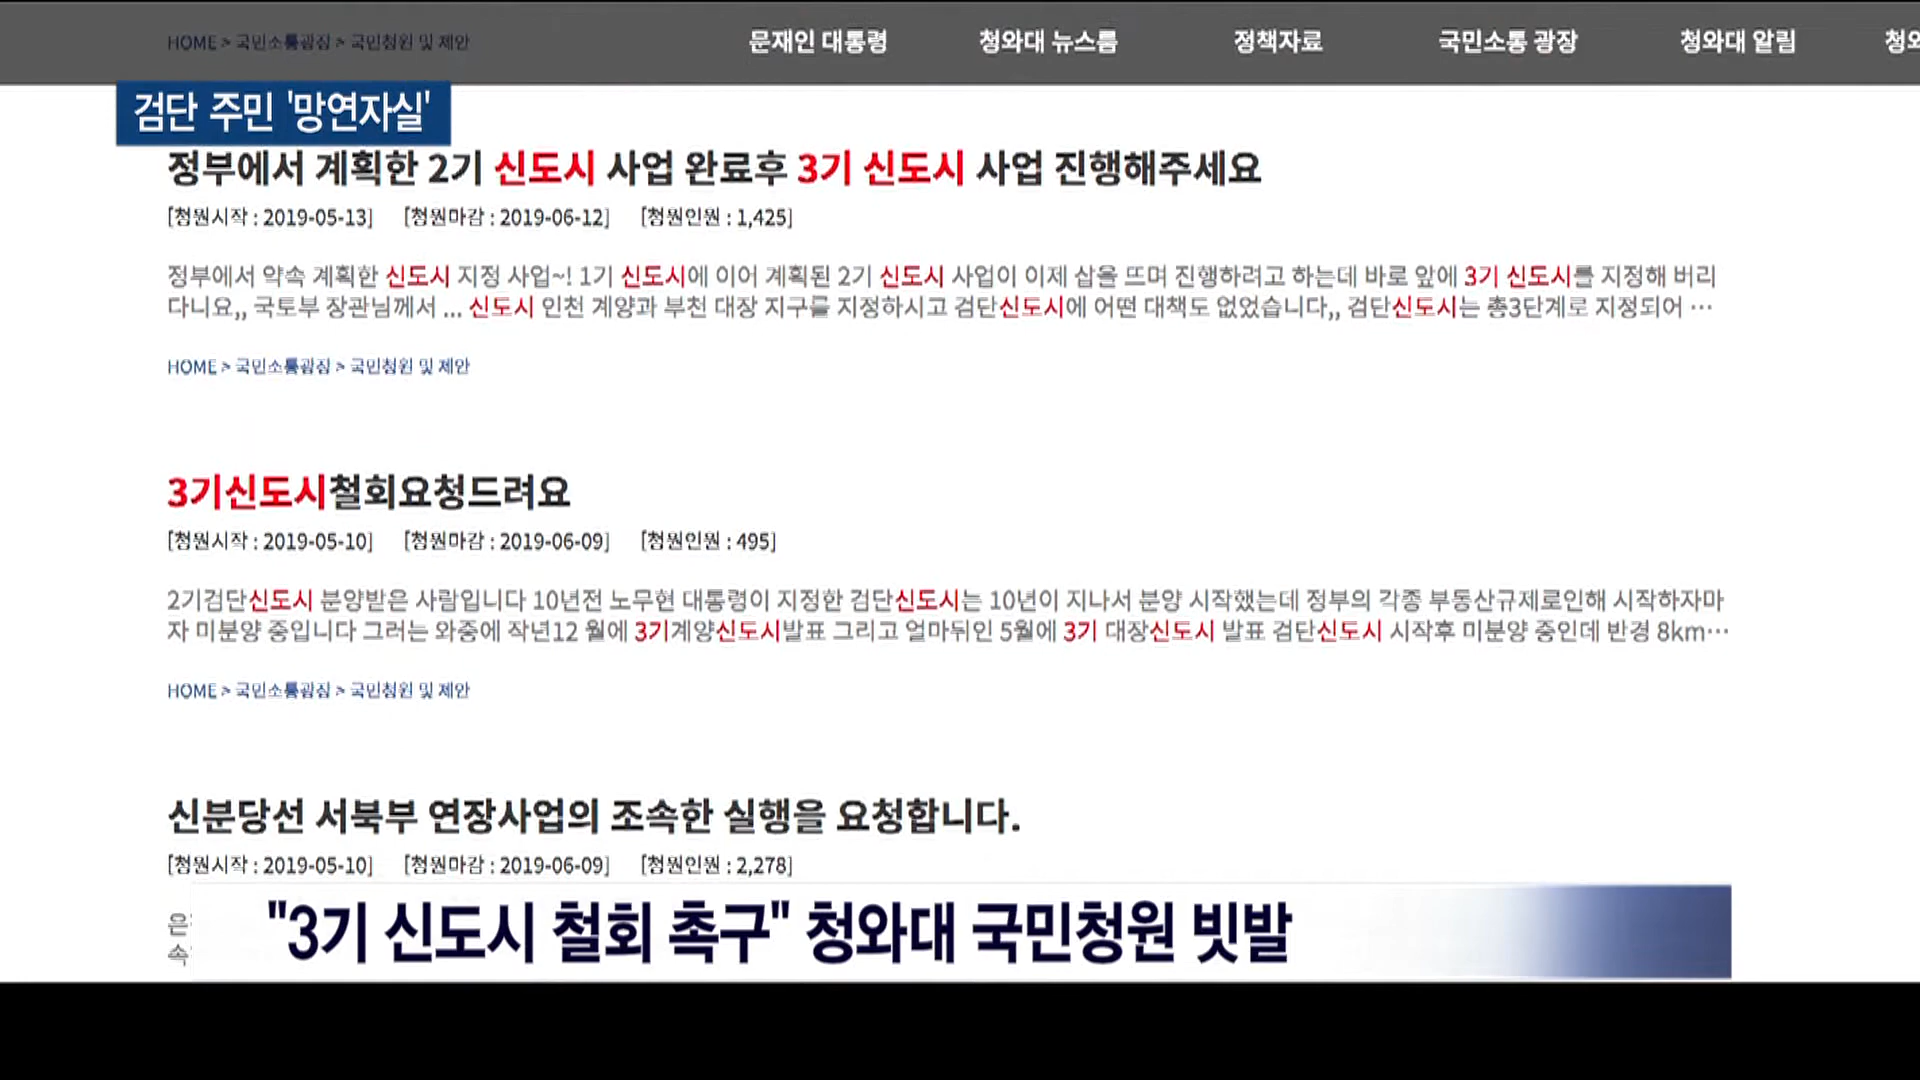 HOME > 국민소통광장 > 국민청원 및 제안
문재인 대통령 청와대 뉴스룸 정책자료 국민소통 광장 청와대 알림 청와
검단 주민 '망연자실'
정부에서 계획한 2기 신도시 사업 완료후 3기 신도시 사업 진행해주세요
[청원시작 : 2019-05-13] [청원마감 : 2019-06-12] [청원인원 : 1,425]
정부에서 약속 계획한 신도시 지정 사업~! 1기 신도시에 이어 계획된 2기 신도시 사업이 이제 삽을 뜨며 진행하려고 하는데 바로 앞에 3기 신도시를 지정해 버리
다니요,, 국토부 장관님께서 ... 신도시 인천 계양과 부천 대장 지구를 지정하시고 검단신도시에 어떤 대책도 없었습니다,, 검단신도시는 총3단계로 지정되어 …
HOME > 국민소통광장 > 국민청원 및 제안
3기신도시철회요청드려요
[청원시작 : 2019-05-10] [청원마감 : 2019-06-09] [청원인원 : 495]
2기검단신도시 분양받은 사람입니다 10년전 노무현 대통령이 지정한 검단신도시는 10년이 지나서 분양 시작했는데 정부의 각종 부동산규제로인해 시작하자마
자 미분양 중입니다 그러는 와중에 작년12 월에 3기계양신도시발표 그리고 얼마뒤인 5월에 3기 대장신도시 발표 검단신도시 시작후 미분양 중인데 반경 8km…
HOME > 국민소통광장 > 국민청원 및 제안
신분당선 서북부 연장사업의 조속한 실행을 요청합니다.
[청원시작 : 2019-05-10] [청원마감 : 2019-06-09] [청원인원 : 2,278]
은
속
"3기 신도시 철회 촉구" 청와대 국민청원 빗발